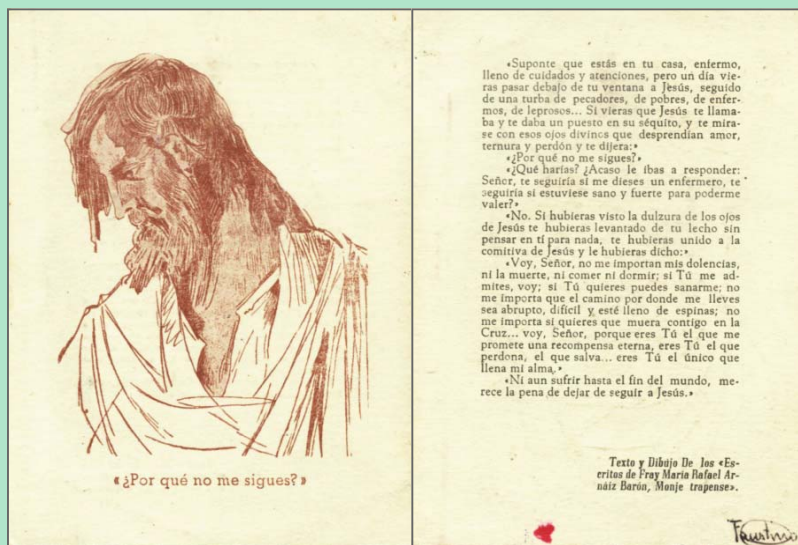 «¿Por qué no me sigues?»
«Suponte que estás en tu casa, enfermo,
lleno de cuidados y atenciones, pero un día vie-
ras pasar debajo de tu ventana a Jesús, seguido
de una turba de pecadores, de pobres, de enfer-
mos, de leprosos... Si vieras que Jesús te llama-
ba y te daba un puesto en su séquito, y te mira-
se con esos ojos divinos que desprendían amor,
ternura y perdón y te dijera:»
«¿Por qué no me sigues?»
«¿Qué harías? ¿Acaso le ibas a responder:
Señor, te seguiría si me dieses un enfermero, te
seguiría si estuviese sano y fuerte para poderme
valer?»
«No. Si hubieras visto la dulzura de los ojos
de Jesús te hubieras levantado de tu lecho sin
pensar en ti para nada, te hubieras unido a la
comitiva de Jesús y le hubieras dicho:»
«Voy, Señor, no me importan mis dolencias,
ni la muerte, ni comer ni dormir; si Tú me ad-
mites, voy; si Tú quieres puedes sanarme; no
me importa que el camino por donde me lleves
sea abrupto, difícil y esté lleno de espinas; no
me importa si quieres que muera contigo en la
Cruz... voy, Señor, porque eres Tú el que me
promete una recompensa eterna, eres Tú el que
perdona, el que salva... eres Tú el único que
llena mi alma.»
«Ni aun sufrir hasta el fin del mundo, me-
rece la pena de dejar de seguir a Jesús.»
Texto y Dibujo De los «Es-
critos de Fray María Rafael Ar-
náiz Barón, Monje trapense».
Faustino